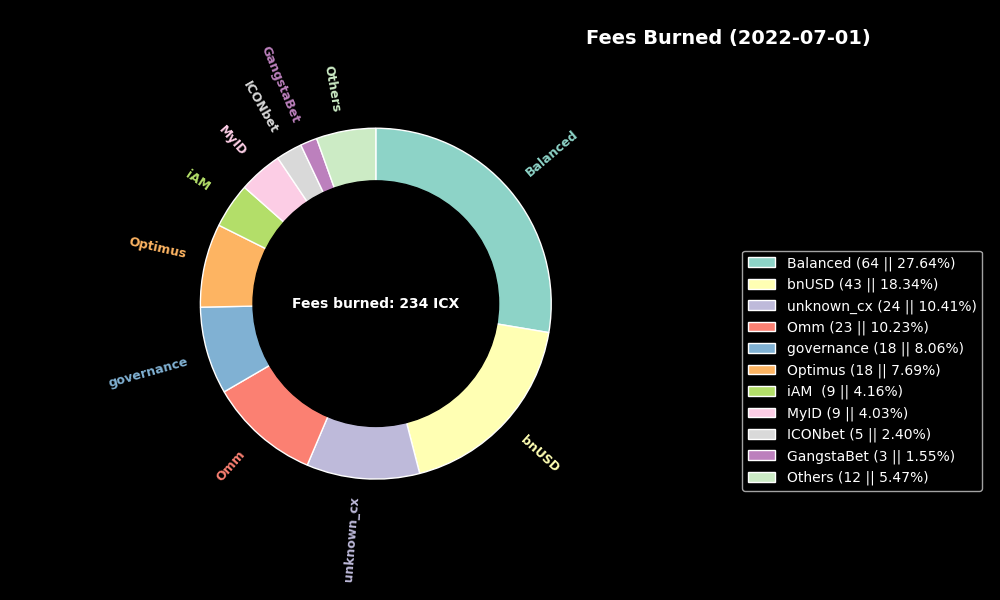 Fees Burned (2022-07-01)
GangstaBet
Others
ICONbet
MyID
Balanced
iAM
Optimus
Fees burned: 234 ICX
governance
bnUSD
Omm
unknown_cx
Balanced (64 || 27.64%)
bnUSD (43 || 18.34%)
unknown_cx (24 || 10.41%)
Omm (23 || 10.23%)
governance (18 || 8.06%)
Optimus (18 || 7.69%)
iAM  (9 || 4.16%)
MyID (9 || 4.03%)
ICONbet (5 || 2.40%)
GangstaBet (3 || 1.55%)
Others (12 || 5.47%)